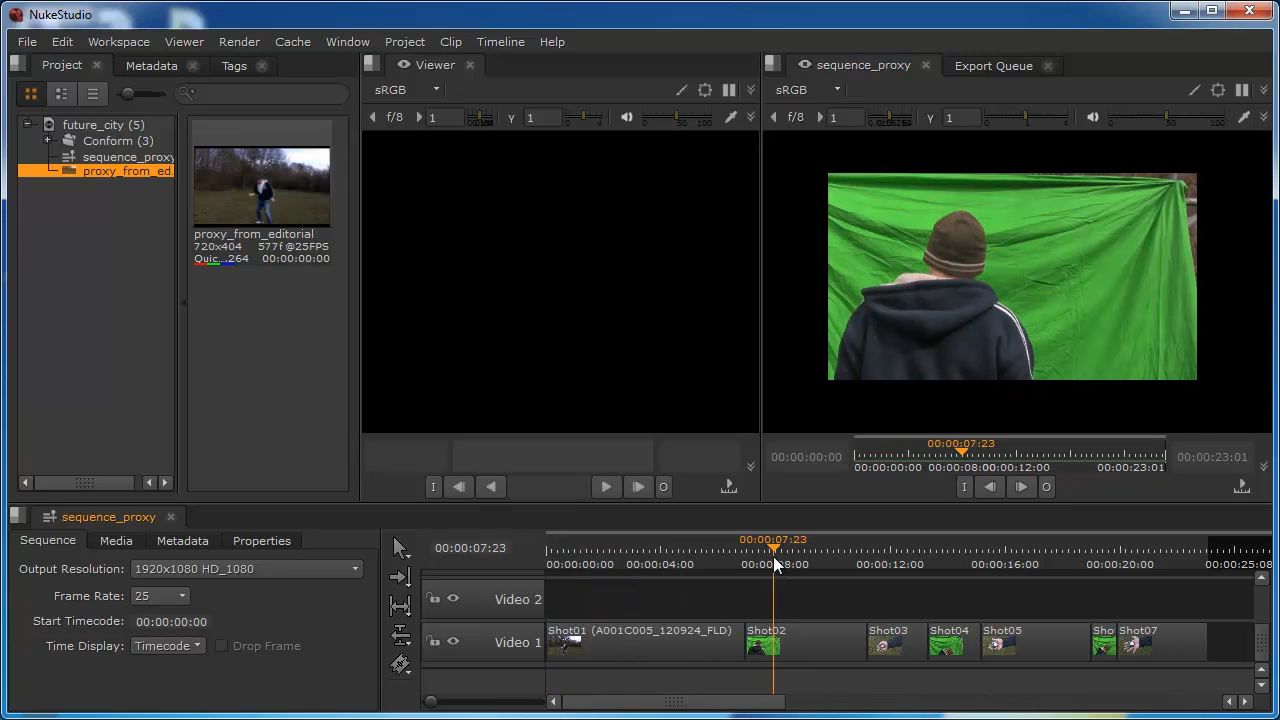 NukeStudio
File Edit Workspace Viewer Render Cache Window Project Clip Timeline Help
Project Metadata Tags
Viewer
sequence_proxy Export Queue
sRGB
sRGB
f/8 1 γ 1
f/8 1 γ 1
future_city (5)
Conform (3)
sequence_proxy
proxy_from_ed.
proxy_from_editorial
720x404 577f @25FPS
Quic...264 00:00:00:00
00:00:07:23
00:00:00:00 00:00:23:01
00:00:00:00 00:00:08:00 00:00:12:00 00:00:23:01
I O
I O
sequence_proxy
Sequence Media Metadata Properties
Output Resolution: 1920x1080 HD_1080
Frame Rate: 25
Start Timecode: 00:00:00:00
Time Display: Timecode Drop Frame
00:00:07:23
00:00:07:23
00:00:00:00 00:00:04:00 00:00:12:00 00:00:16:00 00:00:20:00 00:00:25:08
Video 2
Video 1
Shot01 (A001C005_120924_FLD) Shot02 Shot03 Shot04 Shot05 Sho Shot07